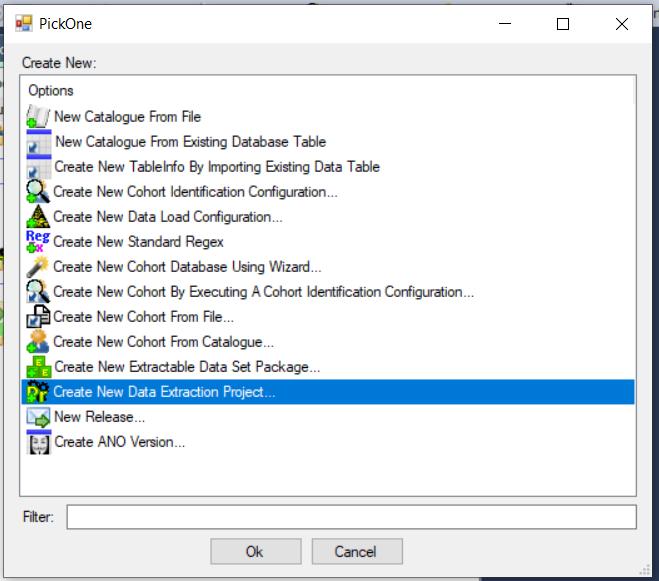 PickOne
Create New:
Options
New Catalogue From File
New Catalogue From Existing Database Table
Create New TableInfo By Importing Existing Data Table
Create New Cohort Identification Configuration...
Create New Data Load Configuration...
Reg
Create New Standard Regex
Create New Cohort Database Using Wizard...
Create New Cohort By Executing A Cohort Identification Configuration...
Create New Cohort From File...
Create New Cohort From Catalogue...
Create New Extractable Data Set Package...
Create New Data Extraction Project...
New Release...
Create ANO Version...
Filter:
Ok Cancel